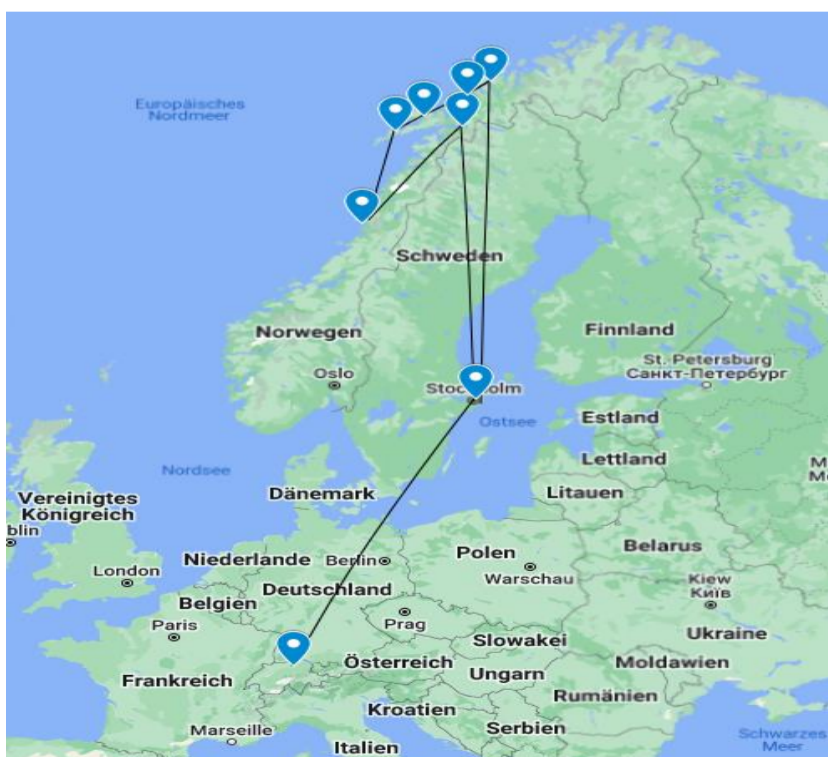 Europäisches
Nordmeer
Schweden
Norwegen
Finnland
Oslo
St. Petersburg
Санкт-Петербург
Ostsee
Estland
Lettland
Nordsee
Dänemark
Litauen
Vereinigtes
Königreich
blin
Niederlande
Berlin
Polen
Belarus
London
Deutschland
Warschau
Kiew
Київ
Belgien
Paris
Prag
Slowakei
Ukraine
Österreich
Moldawien
Frankreich
Ungarn
Rumänien
Kroatien
Marseille
Serbien
Schwarzes
Meer
Italien